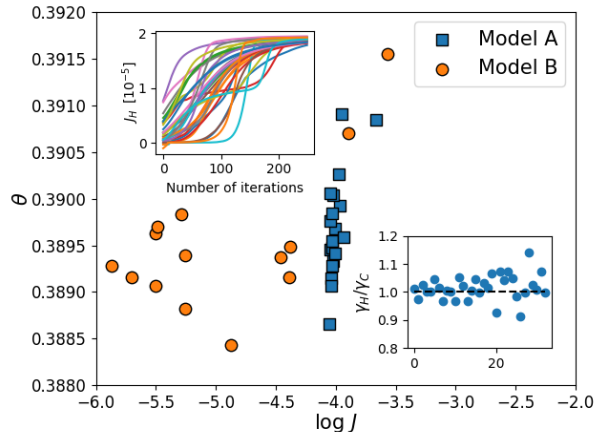 0.3920
0.3915
0.3910
0.3905
0.3900
0.3895
0.3890
0.3885
0.3880
θ
−6.0 −5.5 −5.0 −4.5 −4.0 −3.5 −3.0 −2.5 −2.0
log J
Model A
Model B
2
1
0
J_H [10^{-5}]
0 100 200
Number of iterations
1.2
1.1
1.0
0.9
0.8
γ_H/γ_C
0 20